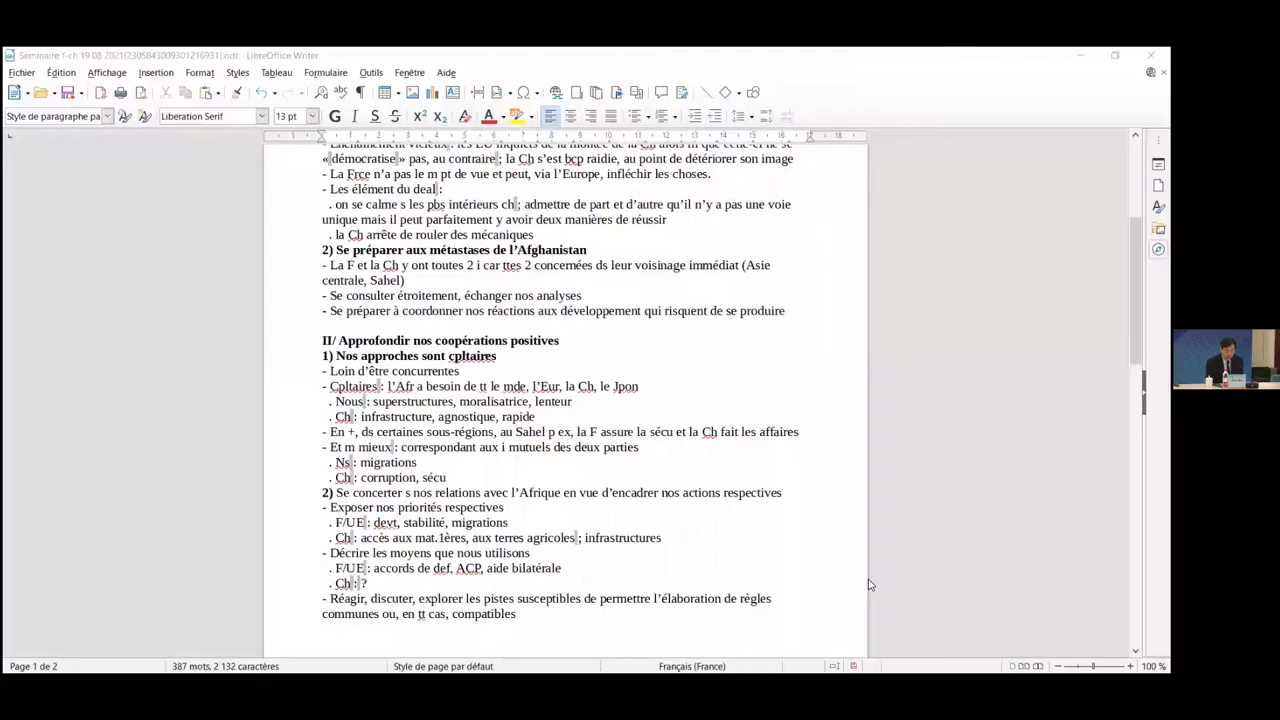 Seminaire f-ch 19 08 2021(2305843009301216931).odt - LibreOffice Writer
Fichier Édition Affichage Insertion Format Styles Tableau Formulaire Outils Fenêtre Aide
Style de paragraphe pa Liberation Serif 13 pt
« démocratise » pas, au contraire ; la Ch s’est bcp raidie, au point de détériorer son image
- La Frce n’a pas le m pt de vue et peut, via l’Europe, infléchir les choses.
- Les élément du deal :
. on se calme s les pbs intérieurs ch ; admettre de part et d’autre qu’il n’y a pas une voie
unique mais il peut parfaitement y avoir deux manières de réussir
. la Ch arrête de rouler des mécaniques
2) Se préparer aux métastases de l’Afghanistan
- La F et la Ch y ont toutes 2 i car ttes 2 concernées ds leur voisinage immédiat (Asie
centrale, Sahel)
- Se consulter étroitement, échanger nos analyses
- Se préparer à coordonner nos réactions aux développement qui risquent de se produire
II/ Approfondir nos coopérations positives
1) Nos approches sont cpltaires
- Loin d’être concurrentes
- Cpltaires : l’Afr a besoin de tt le mde, l’Eur, la Ch, le Jpon
. Nous : superstructures, moralisatrice, lenteur
. Ch : infrastructure, agnostique, rapide
- En +, ds certaines sous-régions, au Sahel p ex, la F assure la sécu et la Ch fait les affaires
- Et m mieux : correspondant aux i mutuels des deux parties
. Ns : migrations
. Ch : corruption, sécu
2) Se concerter s nos relations avec l’Afrique en vue d’encadrer nos actions respectives
- Exposer nos priorités respectives
. F/UE : devt, stabilité, migrations
. Ch : accès aux mat.1ères, aux terres agricoles ; infrastructures
- Décrire les moyens que nous utilisons
. F/UE : accords de def, ACP, aide bilatérale
. Ch : ?
- Réagir, discuter, explorer les pistes susceptibles de permettre l’élaboration de règles
communes ou, en tt cas, compatibles
Page 1 de 2 387 mots, 2 132 caractères Style de page par défaut Français (France) 100 %